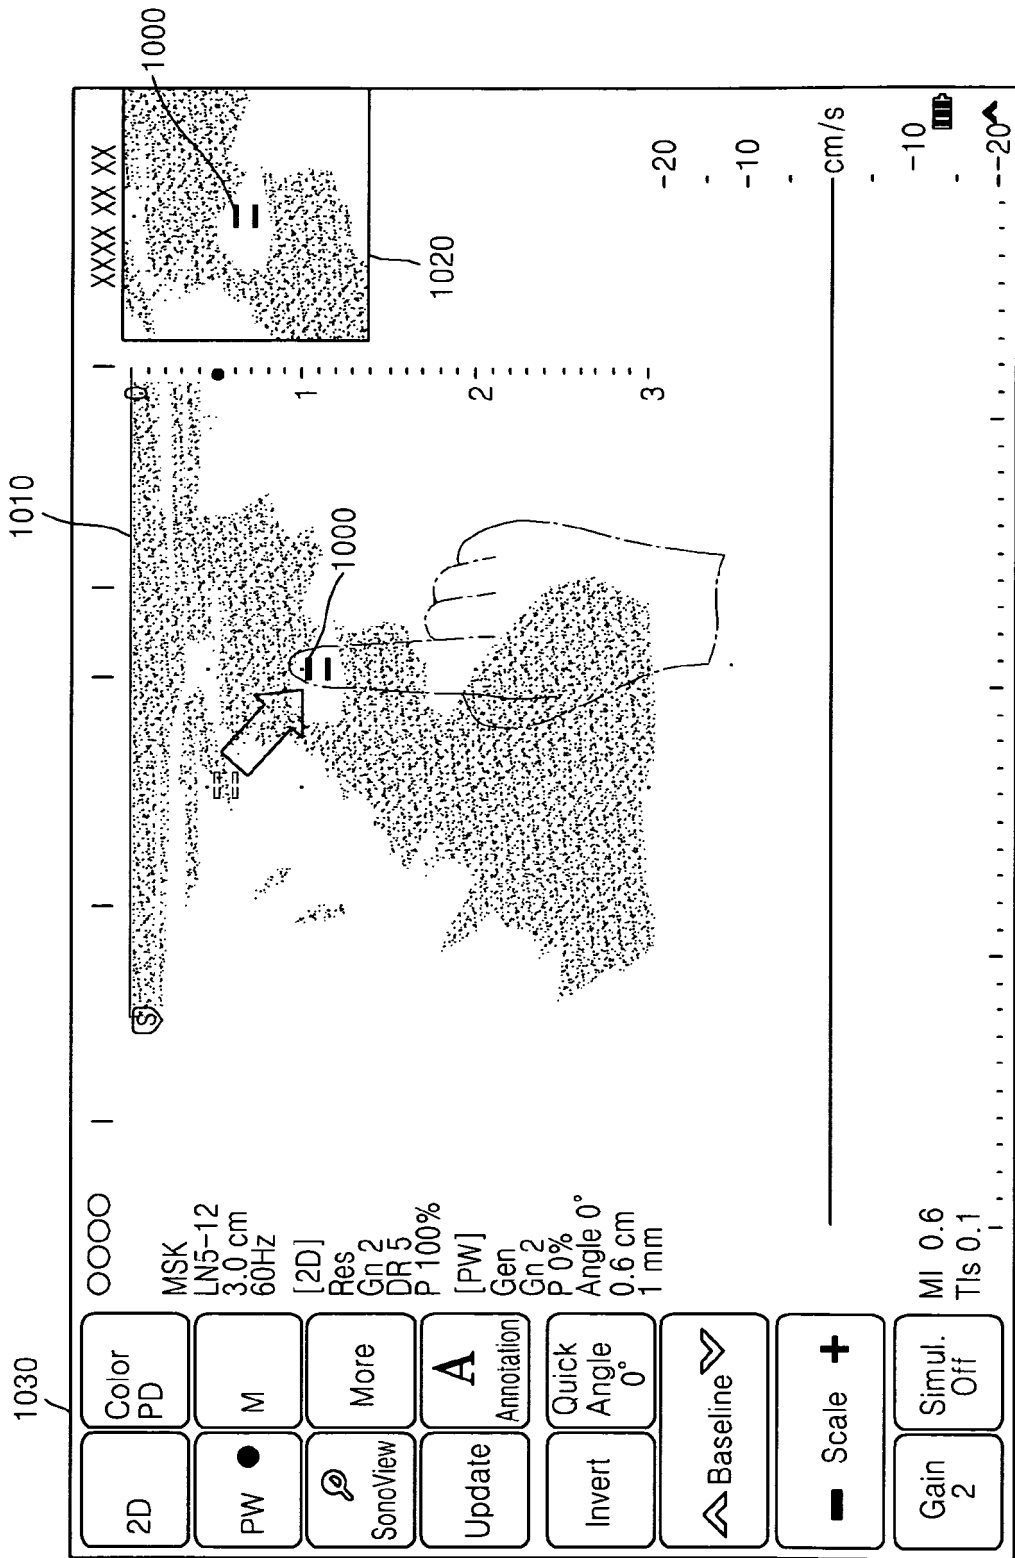 1030
1010
1000
XXXX XX XX
1020
1000
OOOO
MSK
LN5-12
3.0 cm
60Hz
[2D]
Res
Gn 2
DR 5
P 100%
[PW]
Gen
Gn 2
P 0%
Angle 0°
0.6 cm
1 mm
MI 0.6
TIs 0.1
S
0
1
2
3
-20
-10
cm/s
-10
-20
2D
Color
PD
PW
M
SonoView
More
Update
A
Annotation
Invert
Quick
Angle
0°
Baseline
Scale
Gain
2
Simul.
Off